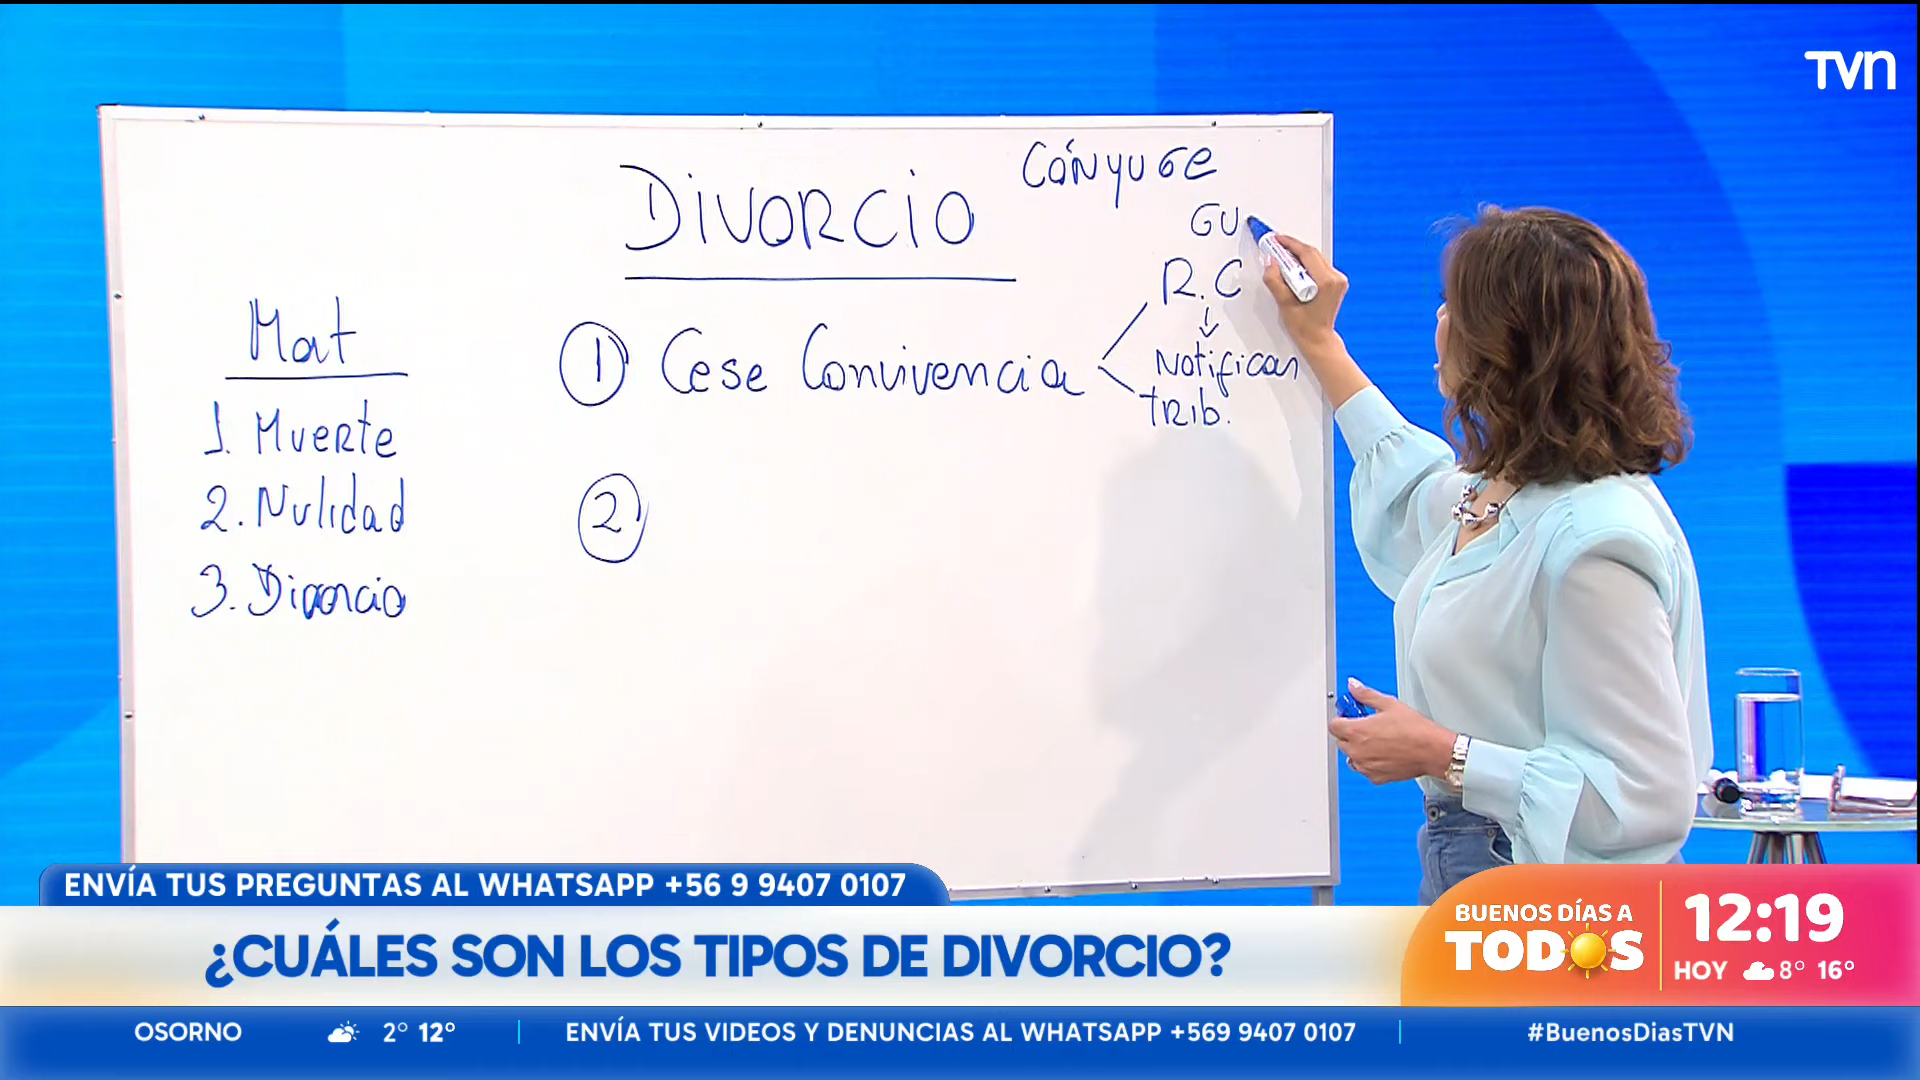 TVN
CÓNYUGE
DIVORCIO
GU
R.C
Mat
1 Cese Convivencia
Notifican
1. Muerte
trib.
2. Nulidad
2
3. Divorcio
ENVÍA TUS PREGUNTAS AL WHATSAPP +56 9 9407 0107
¿CUÁLES SON LOS TIPOS DE DIVORCIO?
BUENOS DÍAS A
TODOS
12:19
HOY 8° 16°
OSORNO 2° 12° ENVÍA TUS VIDEOS Y DENUNCIAS AL WHATSAPP +569 9407 0107 #BuenosDiasTVN